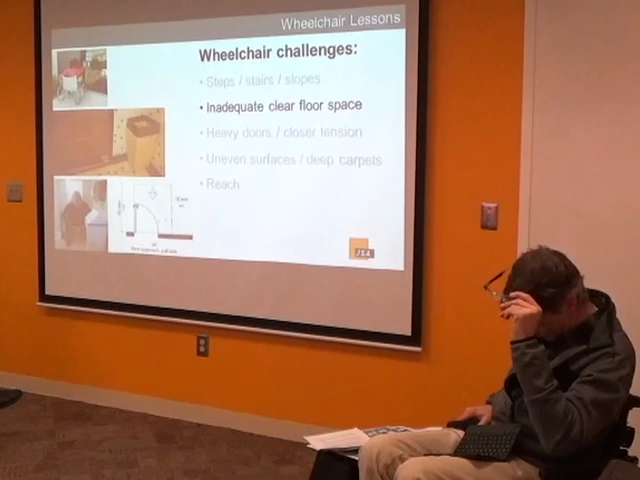 Wheelchair Lessons
Wheelchair challenges:
• Steps / stairs / slopes
• Inadequate clear floor space
• Heavy doors / closer tension
• Uneven surfaces / deep carpets
• Reach
JSA